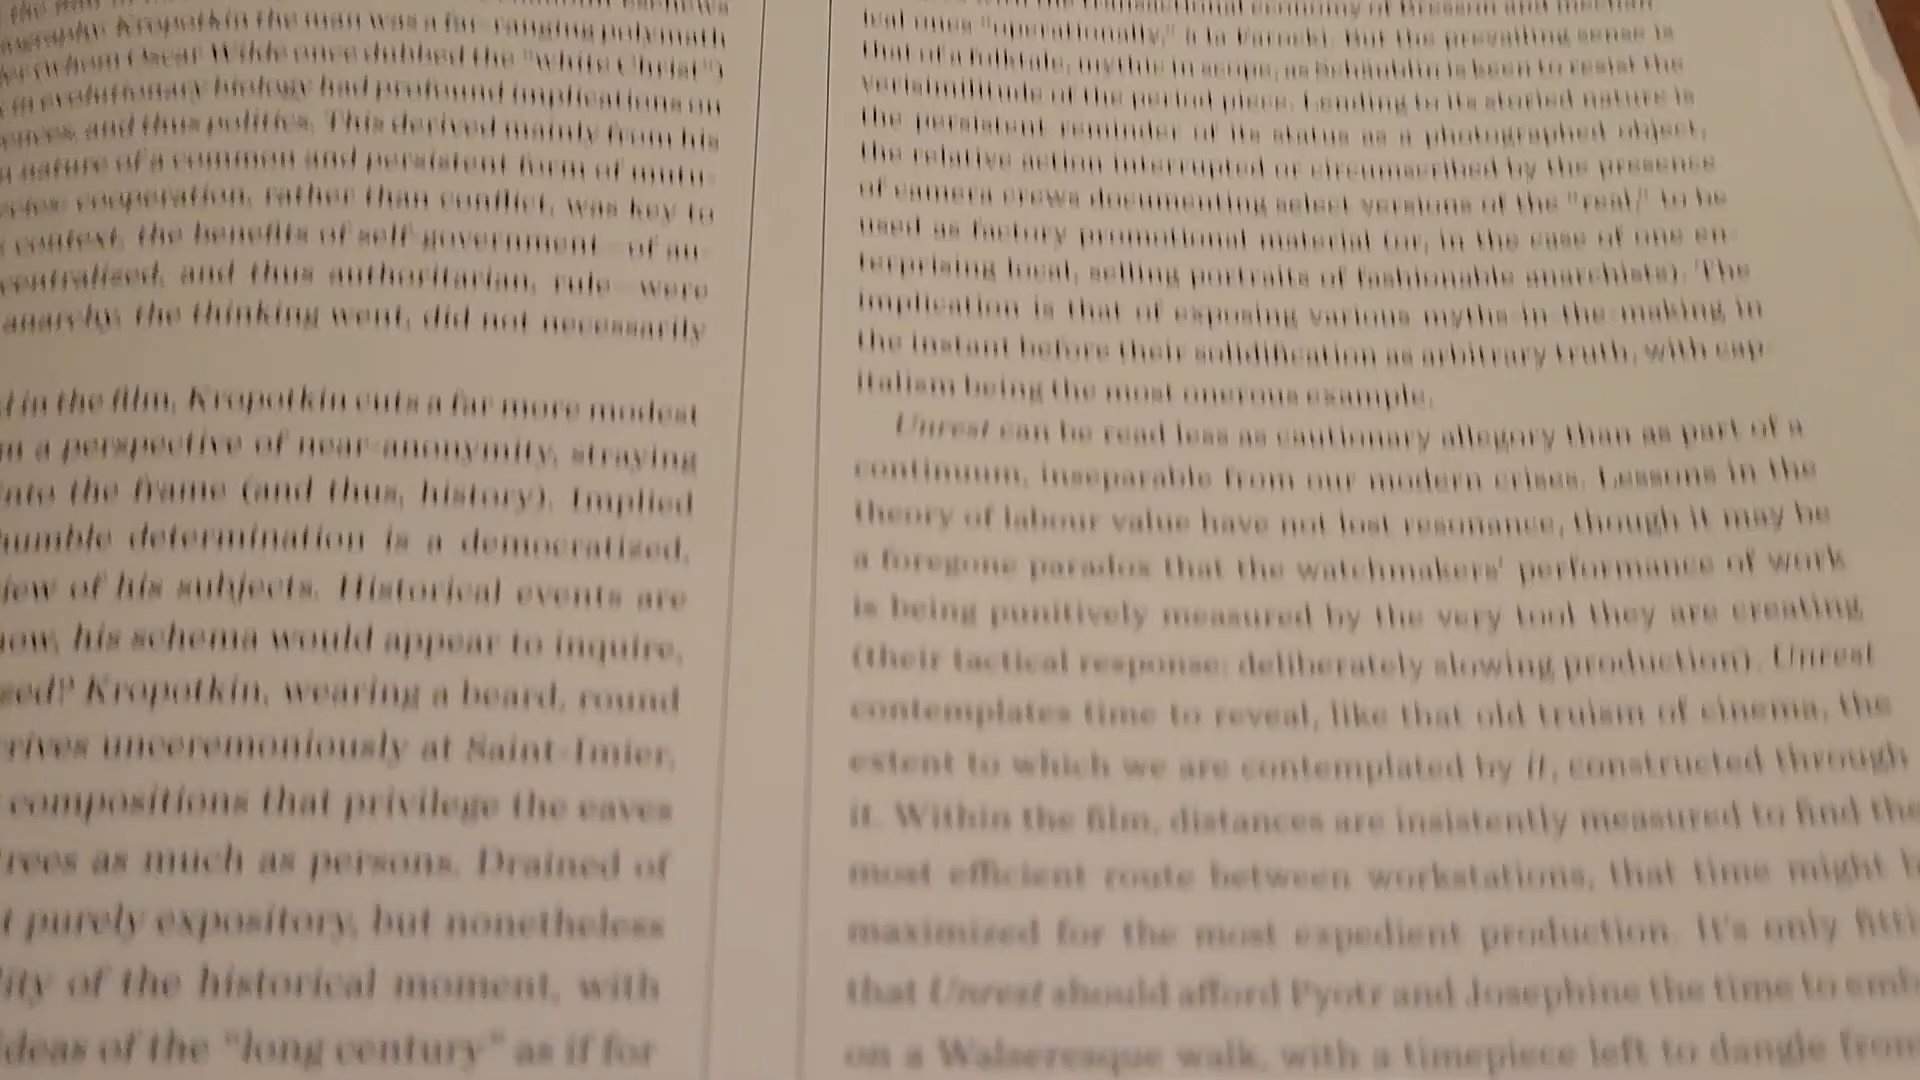 Kropotkin the man was a far-ranging polymath
whom Oscar Wilde once dubbed the "white Christ")
in evolutionary biology had profound implications on
and thus politics. This derived mainly from his
nature of a common and persistent form of mutu-
cooperation, rather than conflict, was key to
context, the benefits of self-government—of au-
centralised, and thus authoritarian, rule—were
anarchy, the thinking went, did not necessarily
in the film, Kropotkin cuts a far more modest
a perspective of near-anonymity, straying
into the frame (and thus, history). Implied
humble determination is a democratised,
of his subjects. Historical events are
his schema would appear to inquire,
Kropotkin, wearing a beard, round
unceremoniously at Saint-Imier,
compositions that privilege the eaves
as much as persons. Drained of
purely expository, but nonetheless
of the historical moment, with
ideas of the "long century" as if for
ical ones "operationally," à la Farocki. But the prevailing sense is
that of a folktale, mythic in scope, as Schäublin is keen to resist the
verisimilitude of the period piece. Lending to its storied nature is
the persistent reminder of its status as a photographed object,
the relative action interrupted or circumscribed by the presence
of camera crews documenting select versions of the "real," to be
used as factory promotional material (or, in the case of one en-
terprising local, selling portraits of fashionable anarchists). The
implication is that of exposing various myths-in-the-making in
the instant before their solidification as arbitrary truth, with cap-
italism being the most onerous example.
Unrest can be read less as cautionary allegory than as part of a
continuum, inseparable from our modern crises. Lessons in the
theory of labour value have not lost resonance, though it may be
a foregone paradox that the watchmakers' performance of work
is being punitively measured by the very tool they are creating
(their tactical response: deliberately slowing production). Unrest
contemplates time to reveal, like that old truism of cinema, the
extent to which we are contemplated by it, constructed through
it. Within the film, distances are insistently measured to find the
most efficient route between workstations, that time might
maximized for the most expedient production. It's only
that Unrest should afford Pyotr and Josephine the time to
on a Walseresque walk, with a timepiece left to dangle from